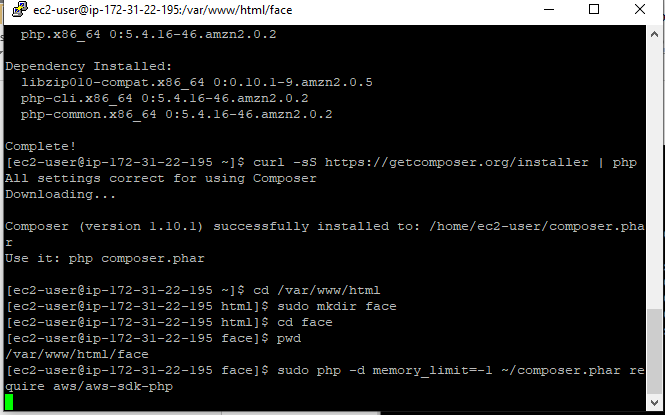 ec2-user@ip-172-31-22-195:/var/www/html/face
php.x86_64 0:5.4.16-46.amzn2.0.2
Dependency Installed:
libzip010-compat.x86_64 0:0.10.1-9.amzn2.0.5
php-cli.x86_64 0:5.4.16-46.amzn2.0.2
php-common.x86_64 0:5.4.16-46.amzn2.0.2
Complete!
[ec2-user@ip-172-31-22-195 ~]$ curl -sS https://getcomposer.org/installer | php
All settings correct for using Composer
Downloading...
Composer (version 1.10.1) successfully installed to: /home/ec2-user/composer.pha
r
Use it: php composer.phar
[ec2-user@ip-172-31-22-195 ~]$ cd /var/www/html
[ec2-user@ip-172-31-22-195 html]$ sudo mkdir face
[ec2-user@ip-172-31-22-195 html]$ cd face
[ec2-user@ip-172-31-22-195 face]$ pwd
/var/www/html/face
[ec2-user@ip-172-31-22-195 face]$ sudo php -d memory_limit=-1 ~/composer.phar re
quire aws/aws-sdk-php